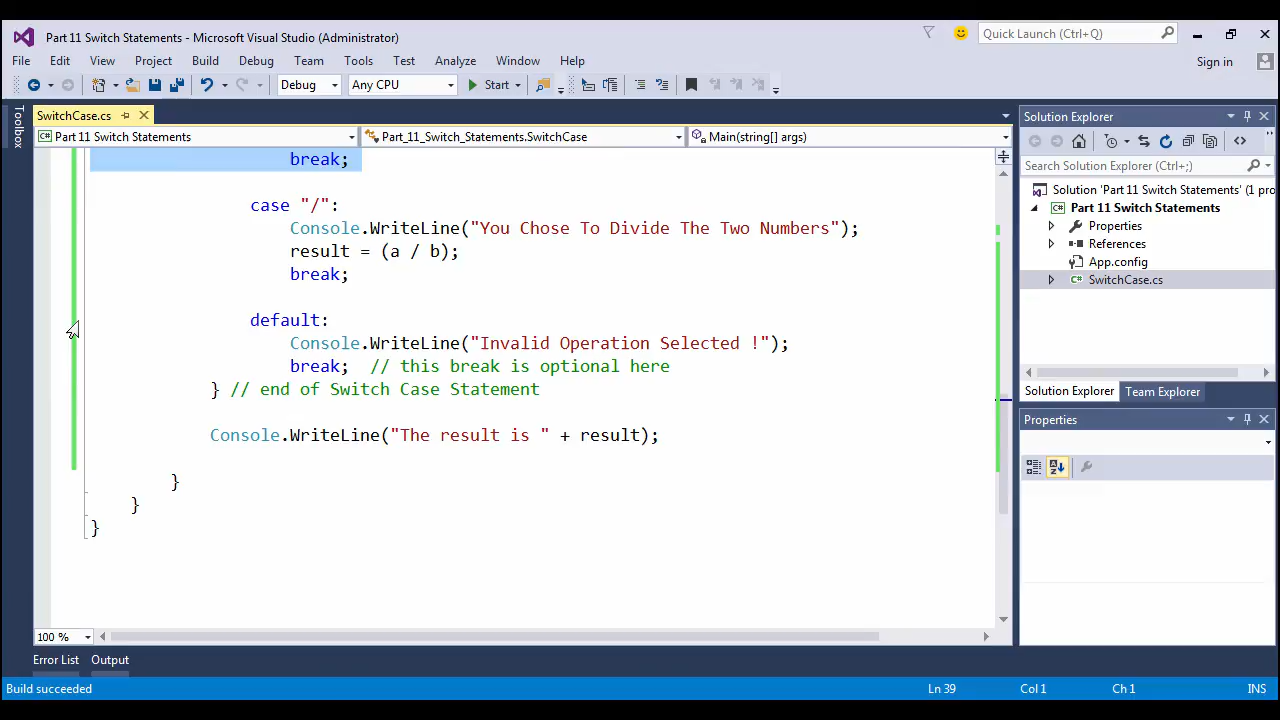 Part 11 Switch Statements - Microsoft Visual Studio (Administrator)
Quick Launch (Ctrl+Q)
File Edit View Project Build Debug Team Tools Test Analyze Window Help
Sign in
Debug Any CPU Start
Toolbox
SwitchCase.cs
Part 11 Switch Statements Part_11_Switch_Statements.SwitchCase Main(string[] args)
break;
case "/":
Console.WriteLine("You Chose To Divide The Two Numbers");
result = (a / b);
break;
default:
Console.WriteLine("Invalid Operation Selected !");
break;  // this break is optional here
} // end of Switch Case Statement
Console.WriteLine("The result is " + result);
}
}
}
100 %
Solution Explorer
Search Solution Explorer (Ctrl+;)
Solution 'Part 11 Switch Statements' (1 pro
C# Part 11 Switch Statements
Properties
References
App.config
C# SwitchCase.cs
Solution Explorer Team Explorer
Properties
Error List Output
Build succeeded
Ln 39 Col 1 Ch 1 INS